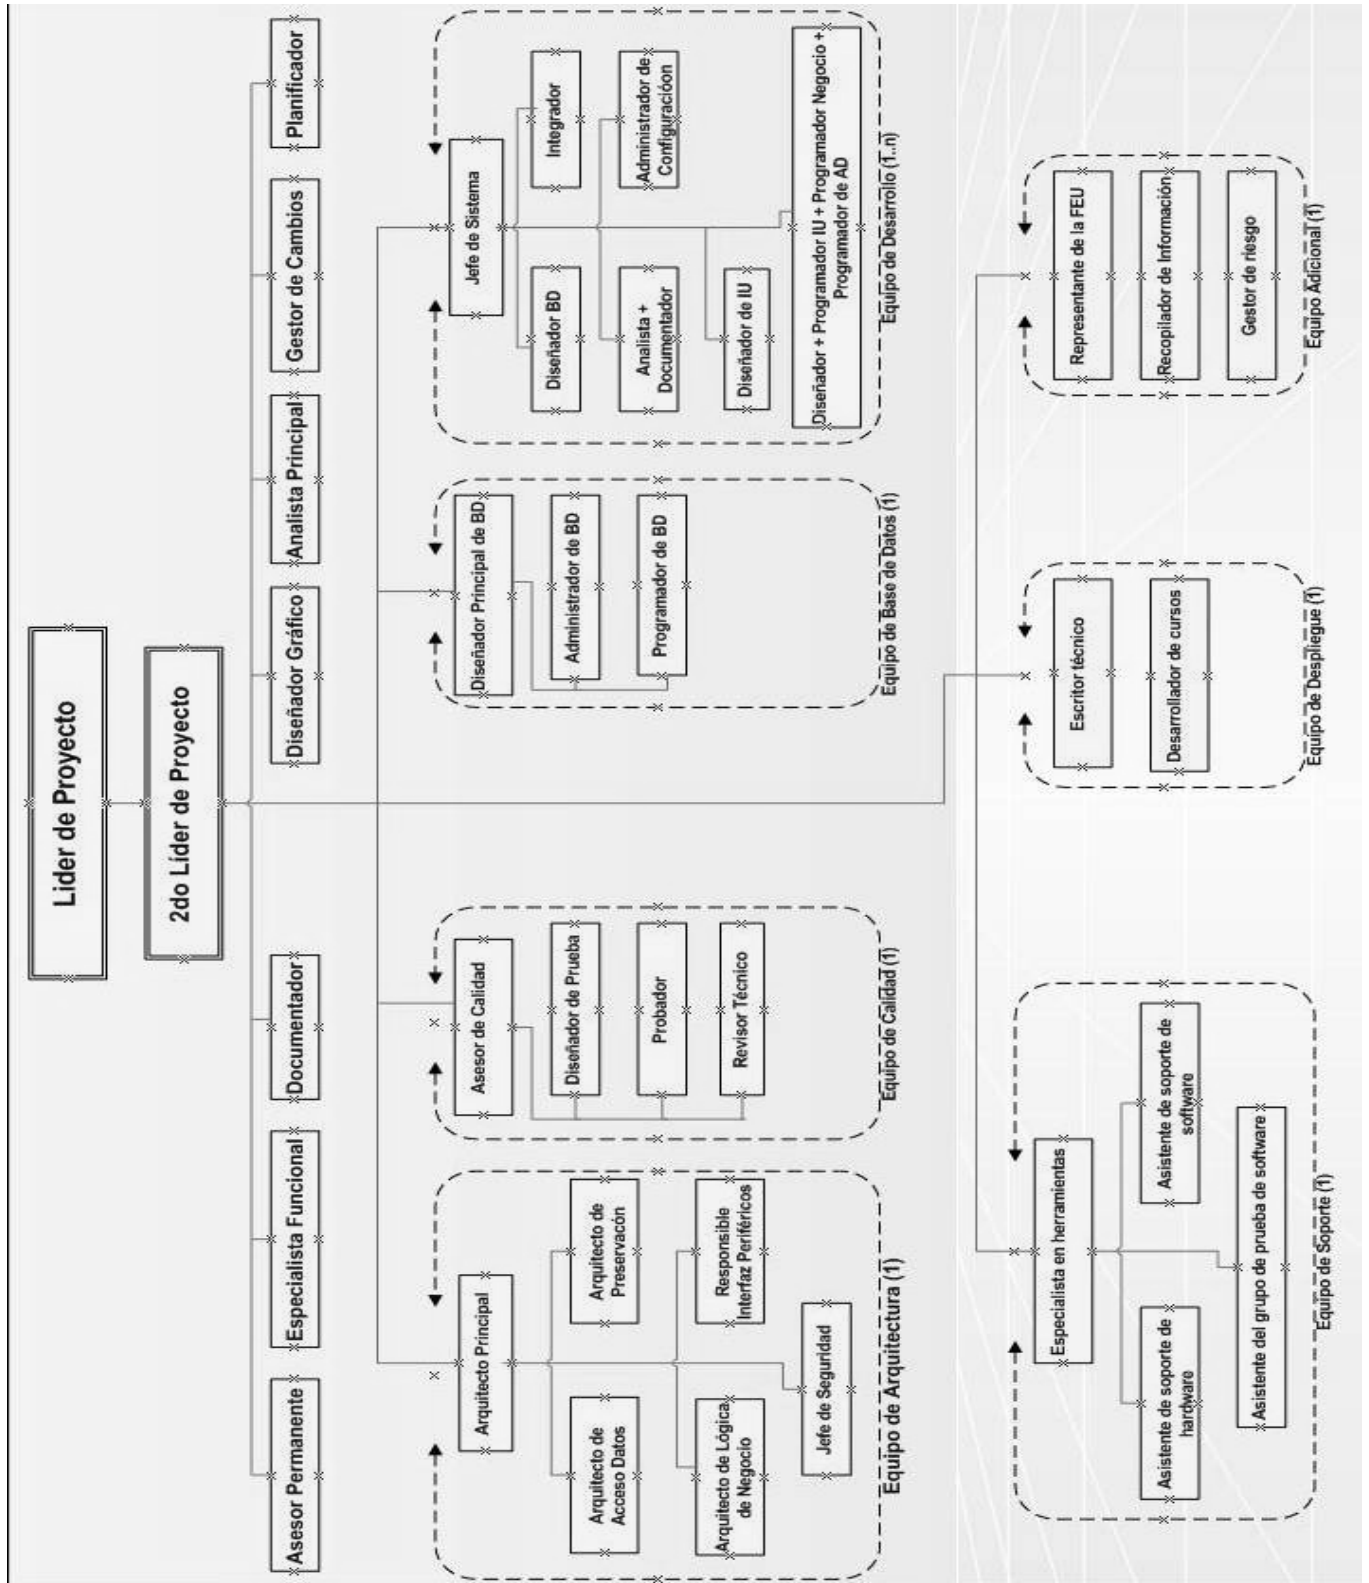 Lider de Proyecto
2do Líder de Proyecto
Asesor Permanente
Especialista Funcional
Documentador
Diseñador Gráfico
Analista Principal
Gestor de Cambios
Planificador
Arquitecto Principal
Arquitecto de
Acceso Datos
Arquitecto de
Preservacón
Arquitecto de Lógica
de Negocio
Responsible
Interfaz Periféricos
Jefe de Seguridad
Equipo de Arquitectura (1)
Asesor de Calidad
Diseñador de Prueba
Probador
Revisor Técnico
Equipo de Calidad (1)
Diseñador Principal de BD
Administrador de BD
Programador de BD
Equipo de Base de Datos (1)
Jefe de Sistema
Diseñador BD
Integrador
Analista +
Documentador
Administrador de
Configuracíon
Diseñador de IU
Diseñador + Programador IU + Programador Negocio +
Programador de AD
Equipo de Desarrollo (1..n)
Especialista en herramientas
Asistente de soporte de
hardware
Asistente de soporte de
software
Asistente del grupo de prueba de software
Equipo de Soporte (1)
Escritor técnico
Desarrollador de cursos
Equipo de Despliegue (1)
Representante de la FEU
Recopilador de Información
Gestor de riesgo
Equipo Adicional (1)